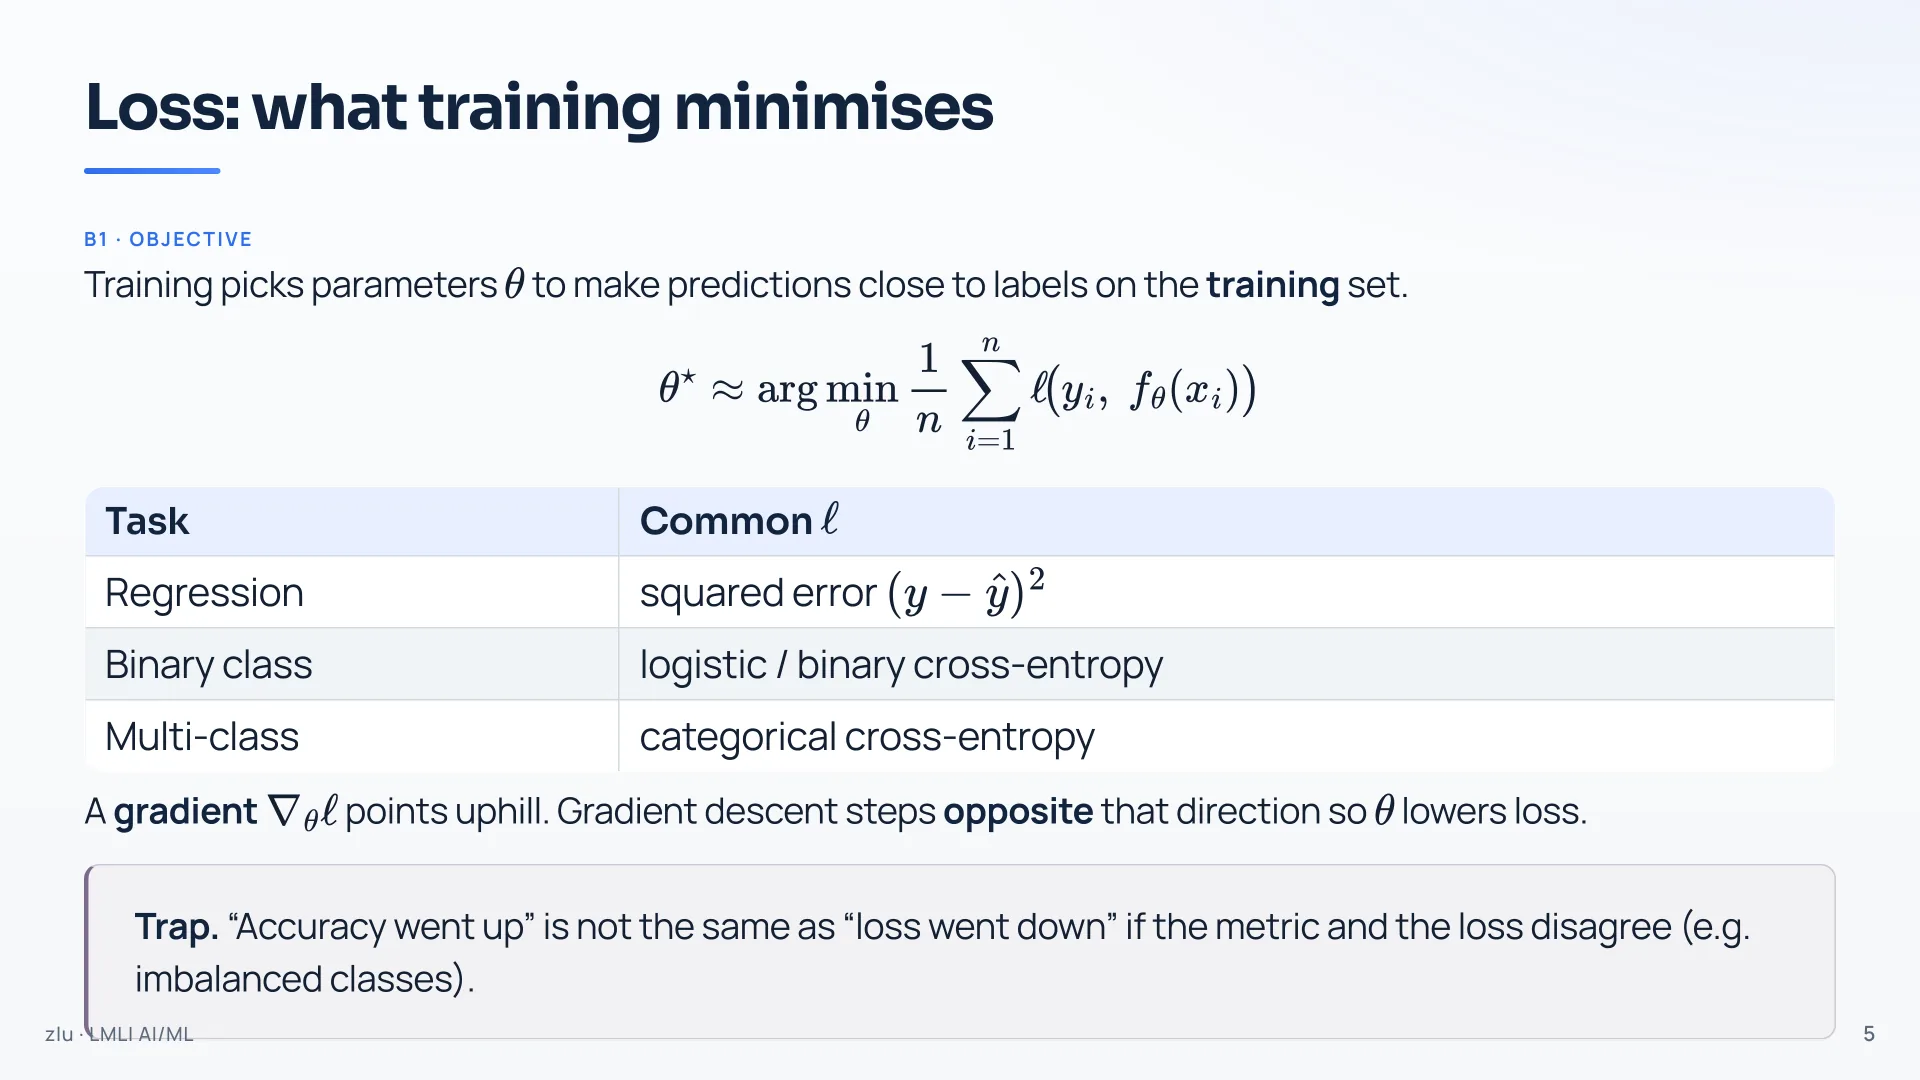 Loss: what training minimises
B1 · OBJECTIVE
Training picks parameters θ to make predictions close to labels on the training set.
θ⋆ ≈ arg min_θ 1/n ∑_{i=1}^{n} ℓ(y_i, f_θ(x_i))
Task	Common ℓ
Regression	squared error (y − ŷ)²
Binary class	logistic / binary cross-entropy
Multi-class	categorical cross-entropy
A gradient ∇_θℓ points uphill. Gradient descent steps opposite that direction so θ lowers loss.
Trap. “Accuracy went up” is not the same as “loss went down” if the metric and the loss disagree (e.g.
imbalanced classes).
zlu · LMLI AI/ML
5